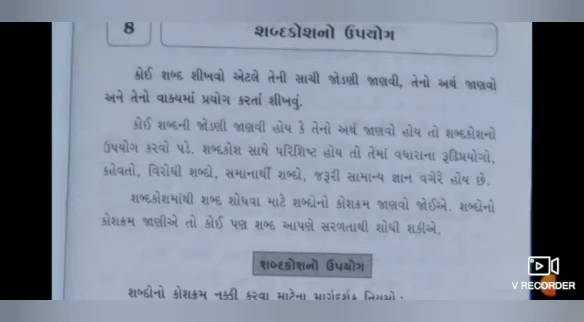 8
શબ્દકોશનો ઉપયોગ
કોઈ શબ્દ શીખવો એટલે તેની સાચી જોડણી જાણવી, તેનો અર્થ જાણવો
અને તેનો વાક્યમાં પ્રયોગ કરતાં શીખવું.
કોઈ શબ્દની જોડણી જાણવી હોય કે તેનો અર્થ જાણવો હોય તો શબ્દકોશનો
ઉપયોગ કરવો પડે. શબ્દકોશ સાથે પરિશિષ્ટ હોય તો તેમાં વધારાના રૂઢિપ્રયોગો,
કહેવતો, વિરોધી શબ્દો, સમાનાર્થી શબ્દો, જરૂરી સામાન્ય જ્ઞાન વગેરે હોય છે.
શબ્દકોશમાંથી શબ્દ શોધવા માટે શબ્દોનો કોશક્રમ જાણવો જોઈએ. શબ્દોનો
કોશક્રમ જાણીએ તો કોઈ પણ શબ્દ આપણે સરળતાથી શોધી શકીએ.
શબ્દકોશનો ઉપયોગ
શબ્દોનો કોશક્રમ નક્કી કરવા માટેના માર્ગદર્શક નિયમો :
V RECORDER